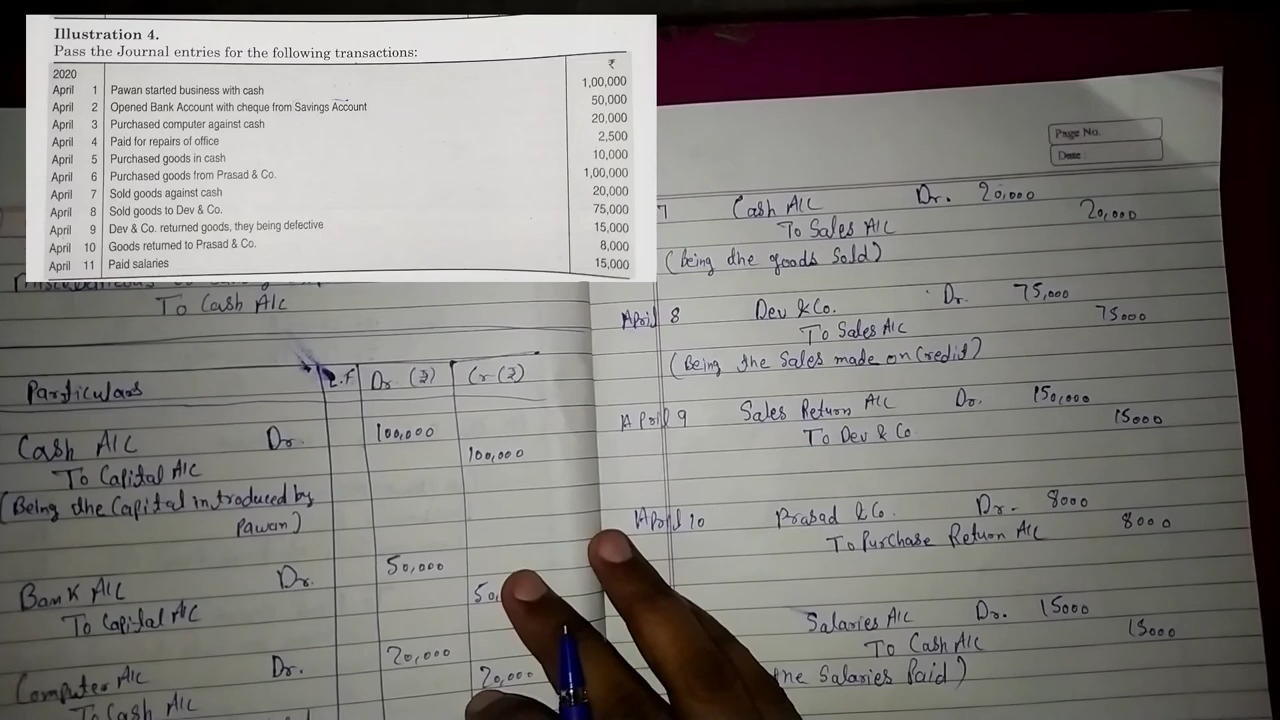 Illustration 4.
Pass the Journal entries for the following transactions:
2020 ₹
April 1 Pawan started business with cash 1,00,000
April 2 Opened Bank Account with cheque from Savings Account 50,000
April 3 Purchased computer against cash 20,000
April 4 Paid for repairs of office 2,500
April 5 Purchased goods in cash 10,000
April 6 Purchased goods from Prasad & Co. 1,00,000
April 7 Sold goods against cash 20,000
April 8 Sold goods to Dev & Co. 75,000
April 9 Dev & Co. returned goods, they being defective 15,000
April 10 Goods returned to Prasad & Co. 8,000
April 11 Paid salaries 15,000
To Cash A/C
Particulars L.F Dr (₹) Cr (₹)
Cash A/C Dr. 100,000
To Capital A/C 100,000
(Being the Capital introduced by
Pawan)
Bank A/C Dr. 50,000
To Capital A/C
Computer A/C Dr. 20,000
To Cash A/C 20,000
Page No.
Date:
7 Cash A/C Dr. 20,000
To Sales A/C 20,000
(Being the goods Sold)
April 8 Dev & Co. Dr. 75,000
To Sales A/C 75000
(Being the Sales made on Credit)
April 9 Sales Return A/C Dr. 150,000
To Dev & Co 15000
April 10 Prasad & Co. Dr. 8000
To Purchase Return A/C 8000
Salaries A/C Dr. 15000
To Cash A/C 15000
the Salaries Paid)